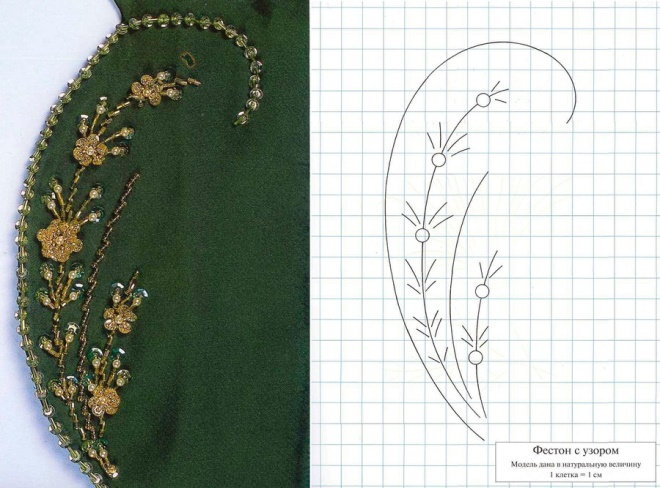 Фестон с узором
Модель дана в натуральную величину
1 клетка = 1 см